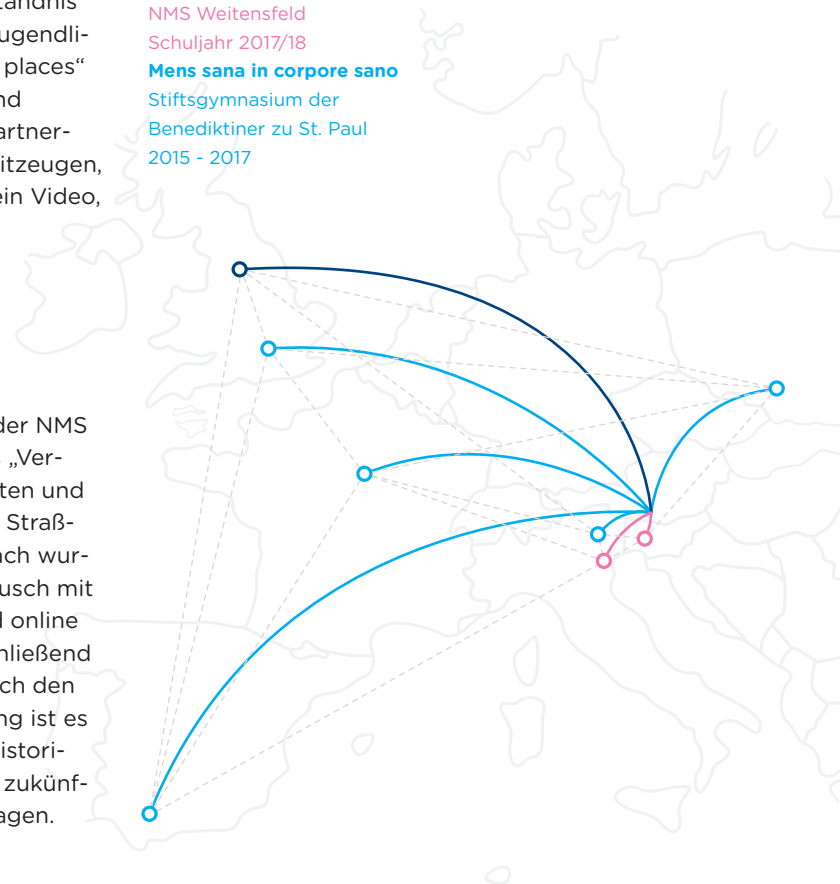 tändnis
ugendli-
places“
nd
artner-
itzeugen,
ein Video,
der NMS
„Ver-
ten und
Straß-
ch wur-
usch mit
online
hließend
ch den
ng ist es
istori-
zukünf-
agen.
NMS Weitensfeld
Schuljahr 2017/18
Mens sana in corpore sano
Stiftsgymnasium der
Benediktiner zu St. Paul
2015 - 2017